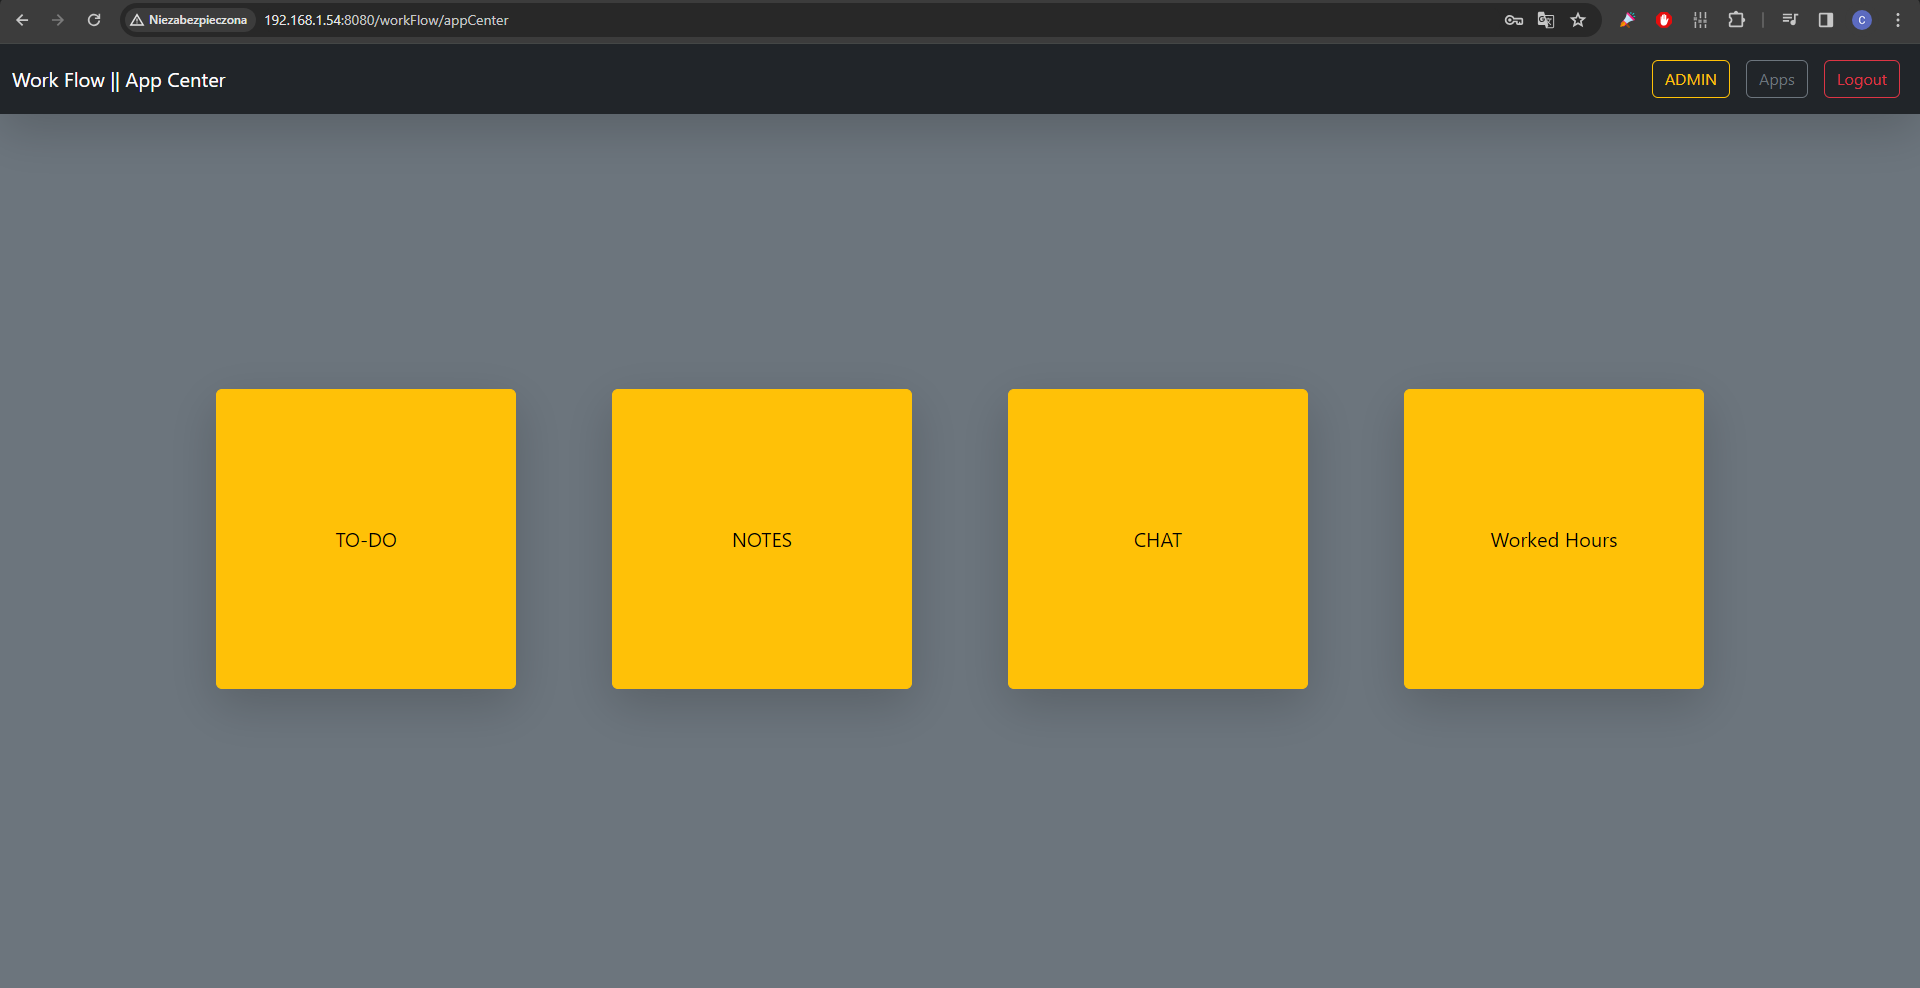 Niezabezpieczona 192.168.1.54:8080/workFlow/appCenter
C
Work Flow || App Center
ADMIN
Apps
Logout
TO-DO
NOTES
CHAT
Worked Hours